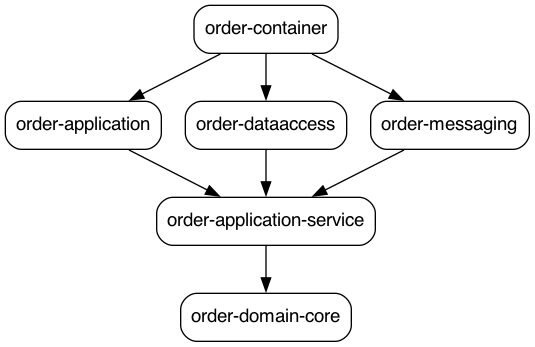 order-container
order-application
order-dataaccess
order-messaging
order-application-service
order-domain-core